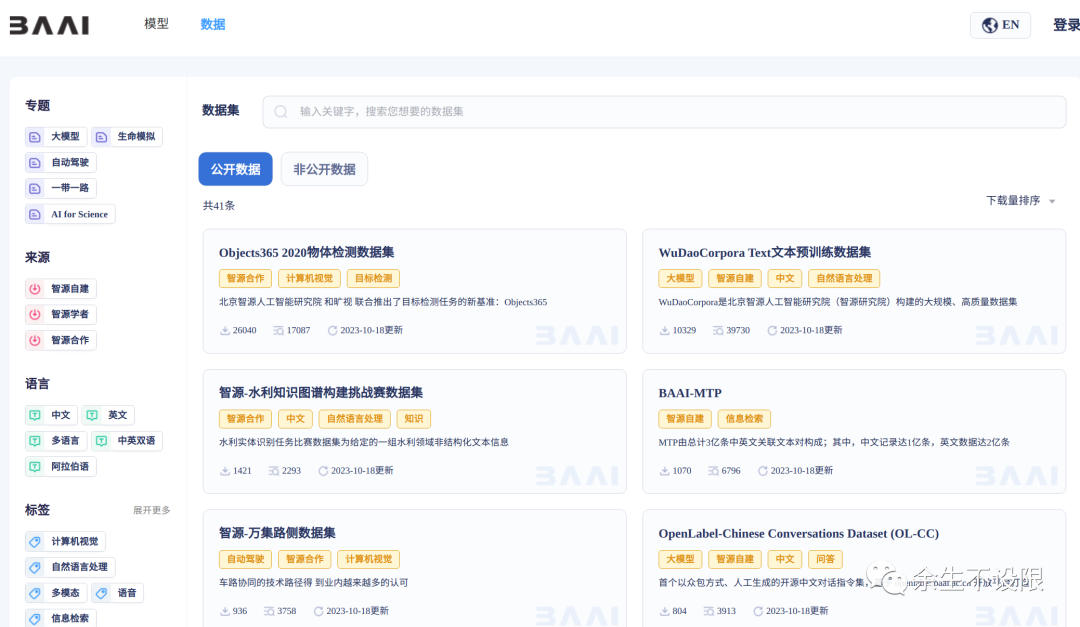 BAAI
模型
数据
EN
登录
专题
大模型
生命模拟
自动驾驶
一带一路
AI for Science
来源
智源自建
智源学者
智源合作
语言
中文
英文
多语言
中英双语
阿拉伯语
标签
展开更多
计算机视觉
自然语言处理
多模态
语音
信息检索
数据集
输入关键字，搜索您想要的数据集
公开数据
非公开数据
共41条
下载量排序
Objects365 2020物体检测数据集
智源合作 计算机视觉 目标检测
北京智源人工智能研究院 和旷视 联合推出了目标检测任务的新基准：Objects365
26040 17087 2023-10-18更新
BAAI
WuDaoCorpora Text文本预训练数据集
大模型 智源自建 中文 自然语言处理
WuDaoCorpora是北京智源人工智能研究院（智源研究院）构建的大规模、高质量数据集
10329 39730 2023-10-18更新
BAAI
智源-水利知识图谱构建挑战赛数据集
智源合作 中文 自然语言处理 知识
水利实体识别任务比赛数据集为给定的一组水利领域非结构化文本信息
1421 2293 2023-10-18更新
BAAI
BAAI-MTP
智源自建 信息检索
MTP由总计3亿条中英文关联文本对构成；其中，中文记录达1亿条，英文数据达2亿条
1070 6796 2023-10-18更新
BAAI
智源-万集路侧数据集
自动驾驶 智源合作 计算机视觉
车路协同的技术路径得 到业内越来越多的认可
936 3758 2023-10-18更新
BAAI
OpenLabel-Chinese Conversations Dataset (OL-CC)
大模型 智源自建 中文 问答
首个以众包方式、人工生成的开源中文对话指令集，
804 3913 2023-10-18更新
BAAI
余生不设限